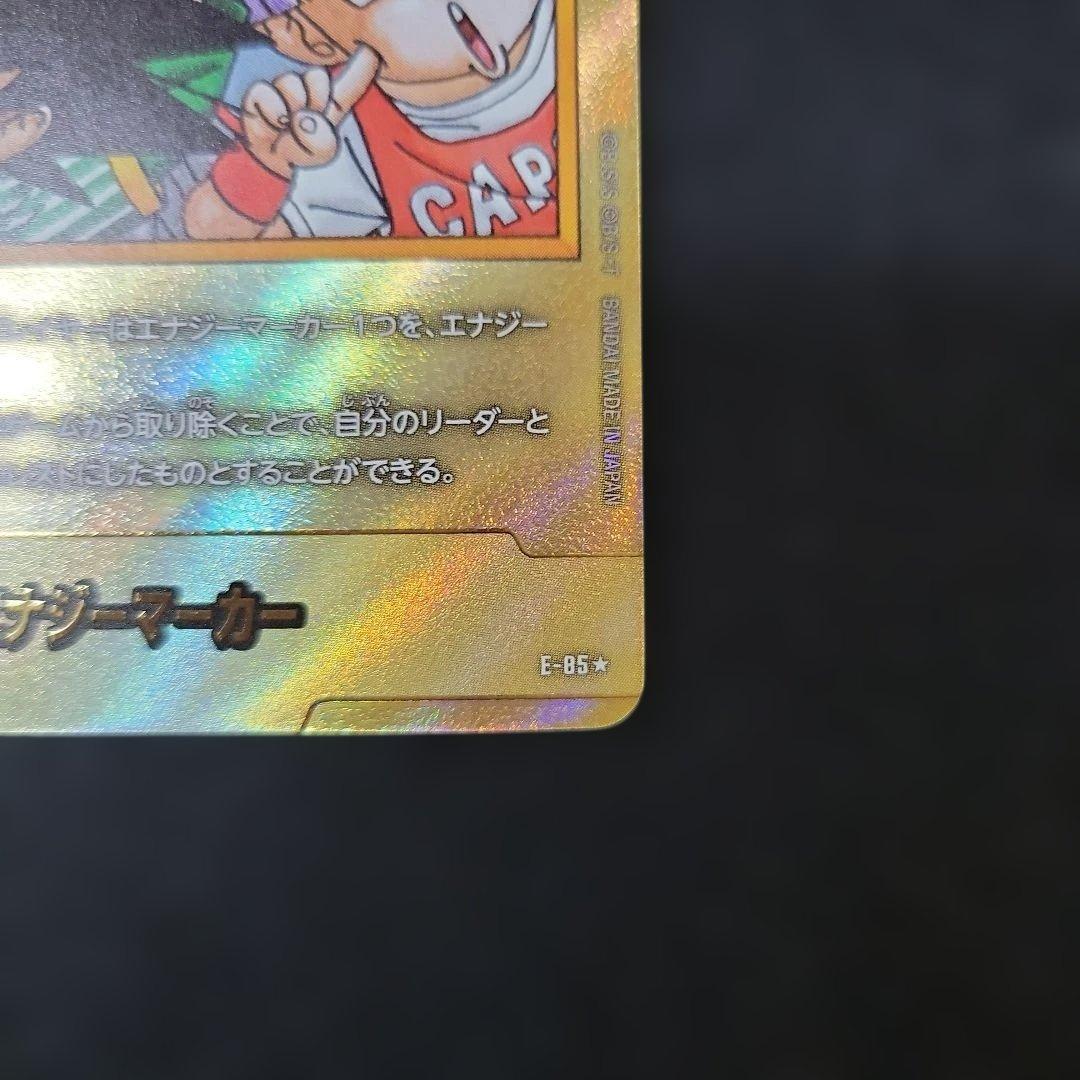 CAP
はエナジーマーカー1つを、エナジー
から取り除くことで、自分のリーダーと
ストにしたものとすることができる。
ナジーマーカー
E-85★
BANDAI MADE IN JAPAN